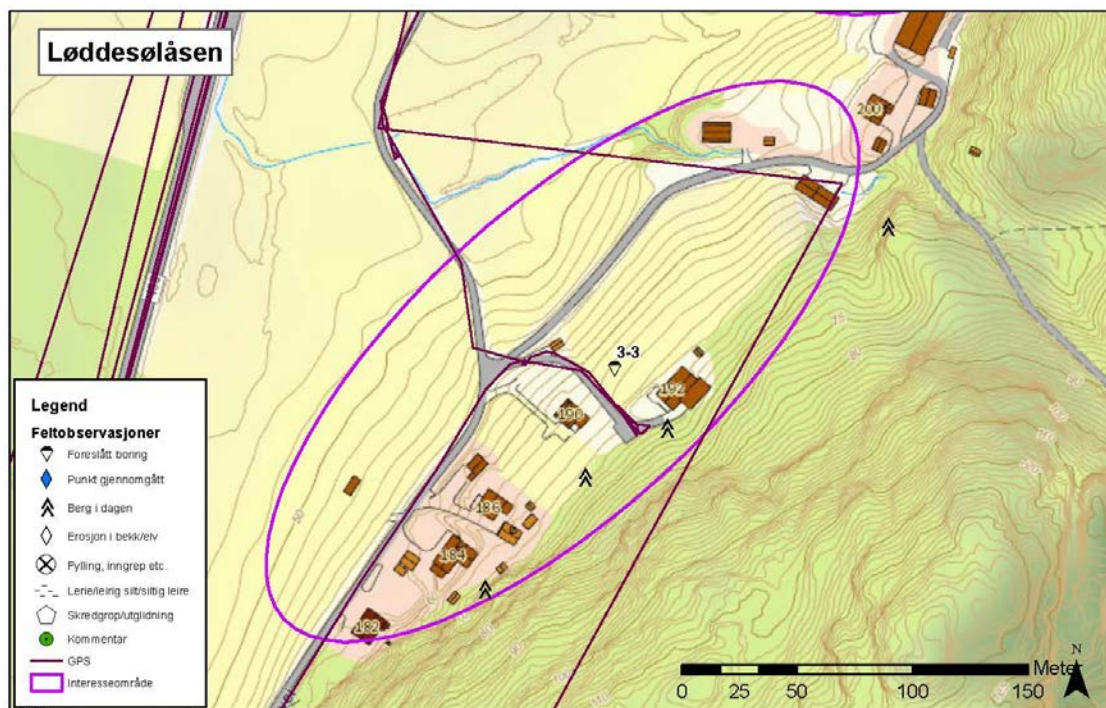 Løddesølåsen
200
3-3
192
190
186
184
182
75
Legend
Feltobservasjoner
Foreslått boring
Punkt gjennomgått
Berg i dagen
Erosjon i bekk/elv
Fylling, inngrep etc.
Lerie/leirig silt/siltig leire
Skredgrop/utglidning
Kommentar
GPS
Interesseområde
N
Meter
0 25 50 100 150